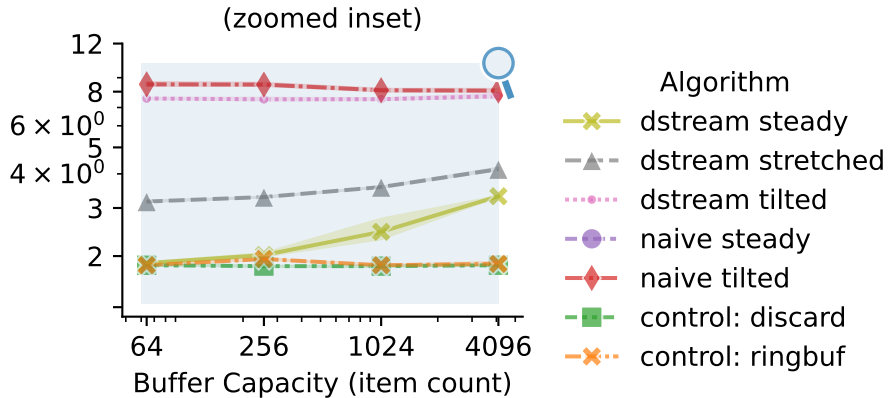 (zoomed inset)
12
8
6 × 10⁰
5
4 × 10⁰
3
2
64 256 1024 4096
Buffer Capacity (item count)
Algorithm
dstream steady
dstream stretched
dstream tilted
naive steady
naive tilted
control: discard
control: ringbuf